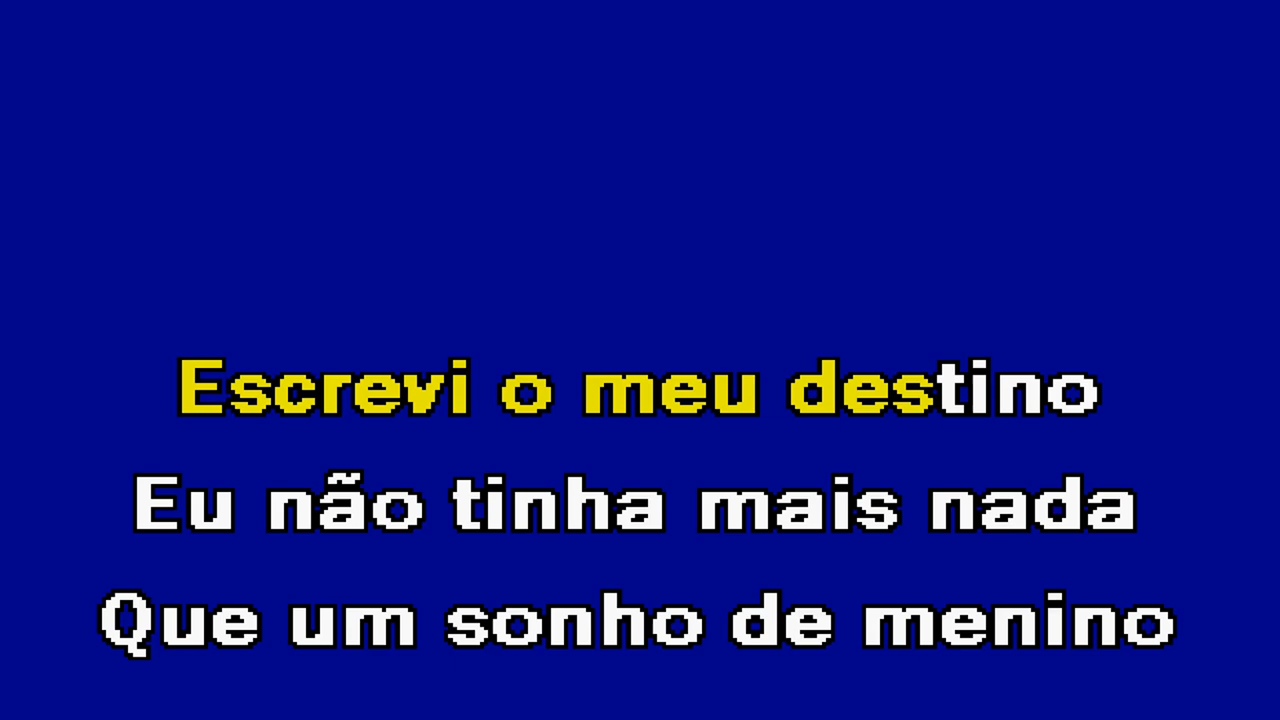 Escrevi o meu destino
Eu não tinha mais nada
Que um sonho de menino